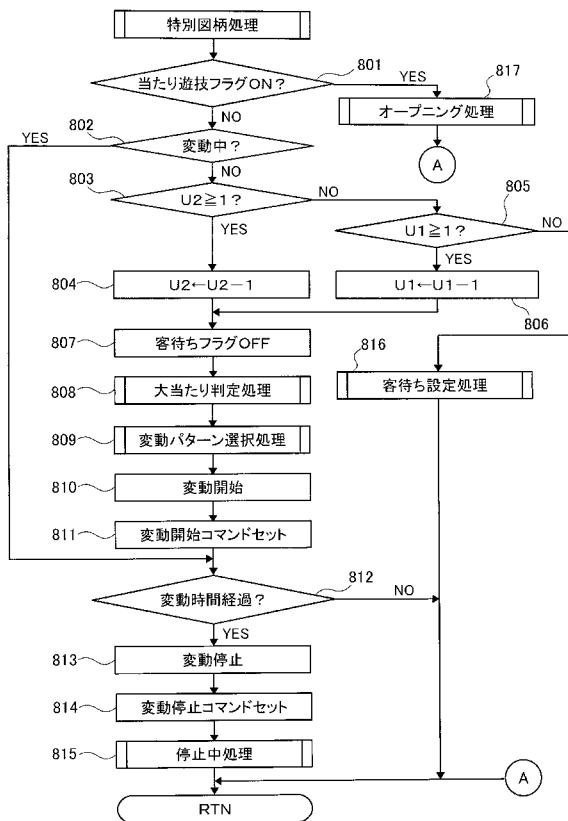 特別図柄処理
801
当たり遊技フラグON？
YES
817
オープニング処理
NO
A
802
YES
変動中？
803
NO
U2≧1？
NO
805
U1≧1？
NO
YES
YES
804
U2←U2－1
U1←U1－1
806
807
客待ちフラグOFF
816
808
大当たり判定処理
客待ち設定処理
809
変動パターン選択処理
810
変動開始
811
変動開始コマンドセット
812
変動時間経過？
NO
YES
813
変動停止
814
変動停止コマンドセット
815
停止中処理
A
RTN